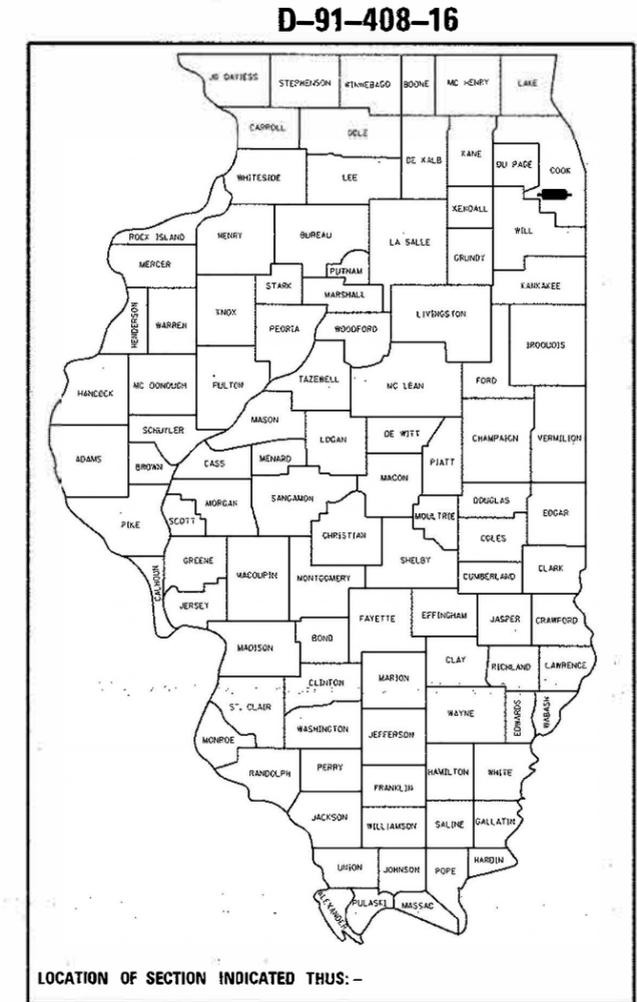 D-91-408-16
JO DAVIESS STEPHENSON WINNEBAGO BOONE MC HENRY LAKE
CARROLL OGLE
DE KALB KANE DU PAGE COOK
WHITESIDE LEE
KENDALL
WILL
ROCK ISLAND HENRY BUREAU LA SALLE
GRUNDY
MERCER PUTNAM
STARK KANKAKEE
MARSHALL
HENDERSON WARREN KNOX LIVINGSTON
PEORIA WOODFORD
IROQUOIS
HANCOCK MC DONOUGH FULTON TAZEWELL MC LEAN FORD
MASON
SCHUYLER LOGAN DE WITT CHAMPAIGN VERMILION
ADAMS BROWN CASS MENARD PIATT
MACON
MORGAN SANGAMON DOUGLAS EDGAR
PIKE SCOTT MOULTRIE
CHRISTIAN COLES
GREENE SHELBY CLARK
CALHOUN MACOUPIN MONTGOMERY CUMBERLAND
JERSEY
FAYETTE EFFINGHAM JASPER CRAWFORD
MADISON BOND
CLAY RICHLAND LAWRENCE
CLINTON MARION
ST. CLAIR WAYNE EDWARDS WABASH
WASHINGTON JEFFERSON
MONROE
RANDOLPH PERRY HAMILTON WHITE
FRANKLIN
JACKSON WILLIAMSON SALINE GALLATIN
UNION JOHNSON POPE HARDIN
ALEXANDER PULASKI MASSAC
LOCATION OF SECTION INDICATED THUS:-